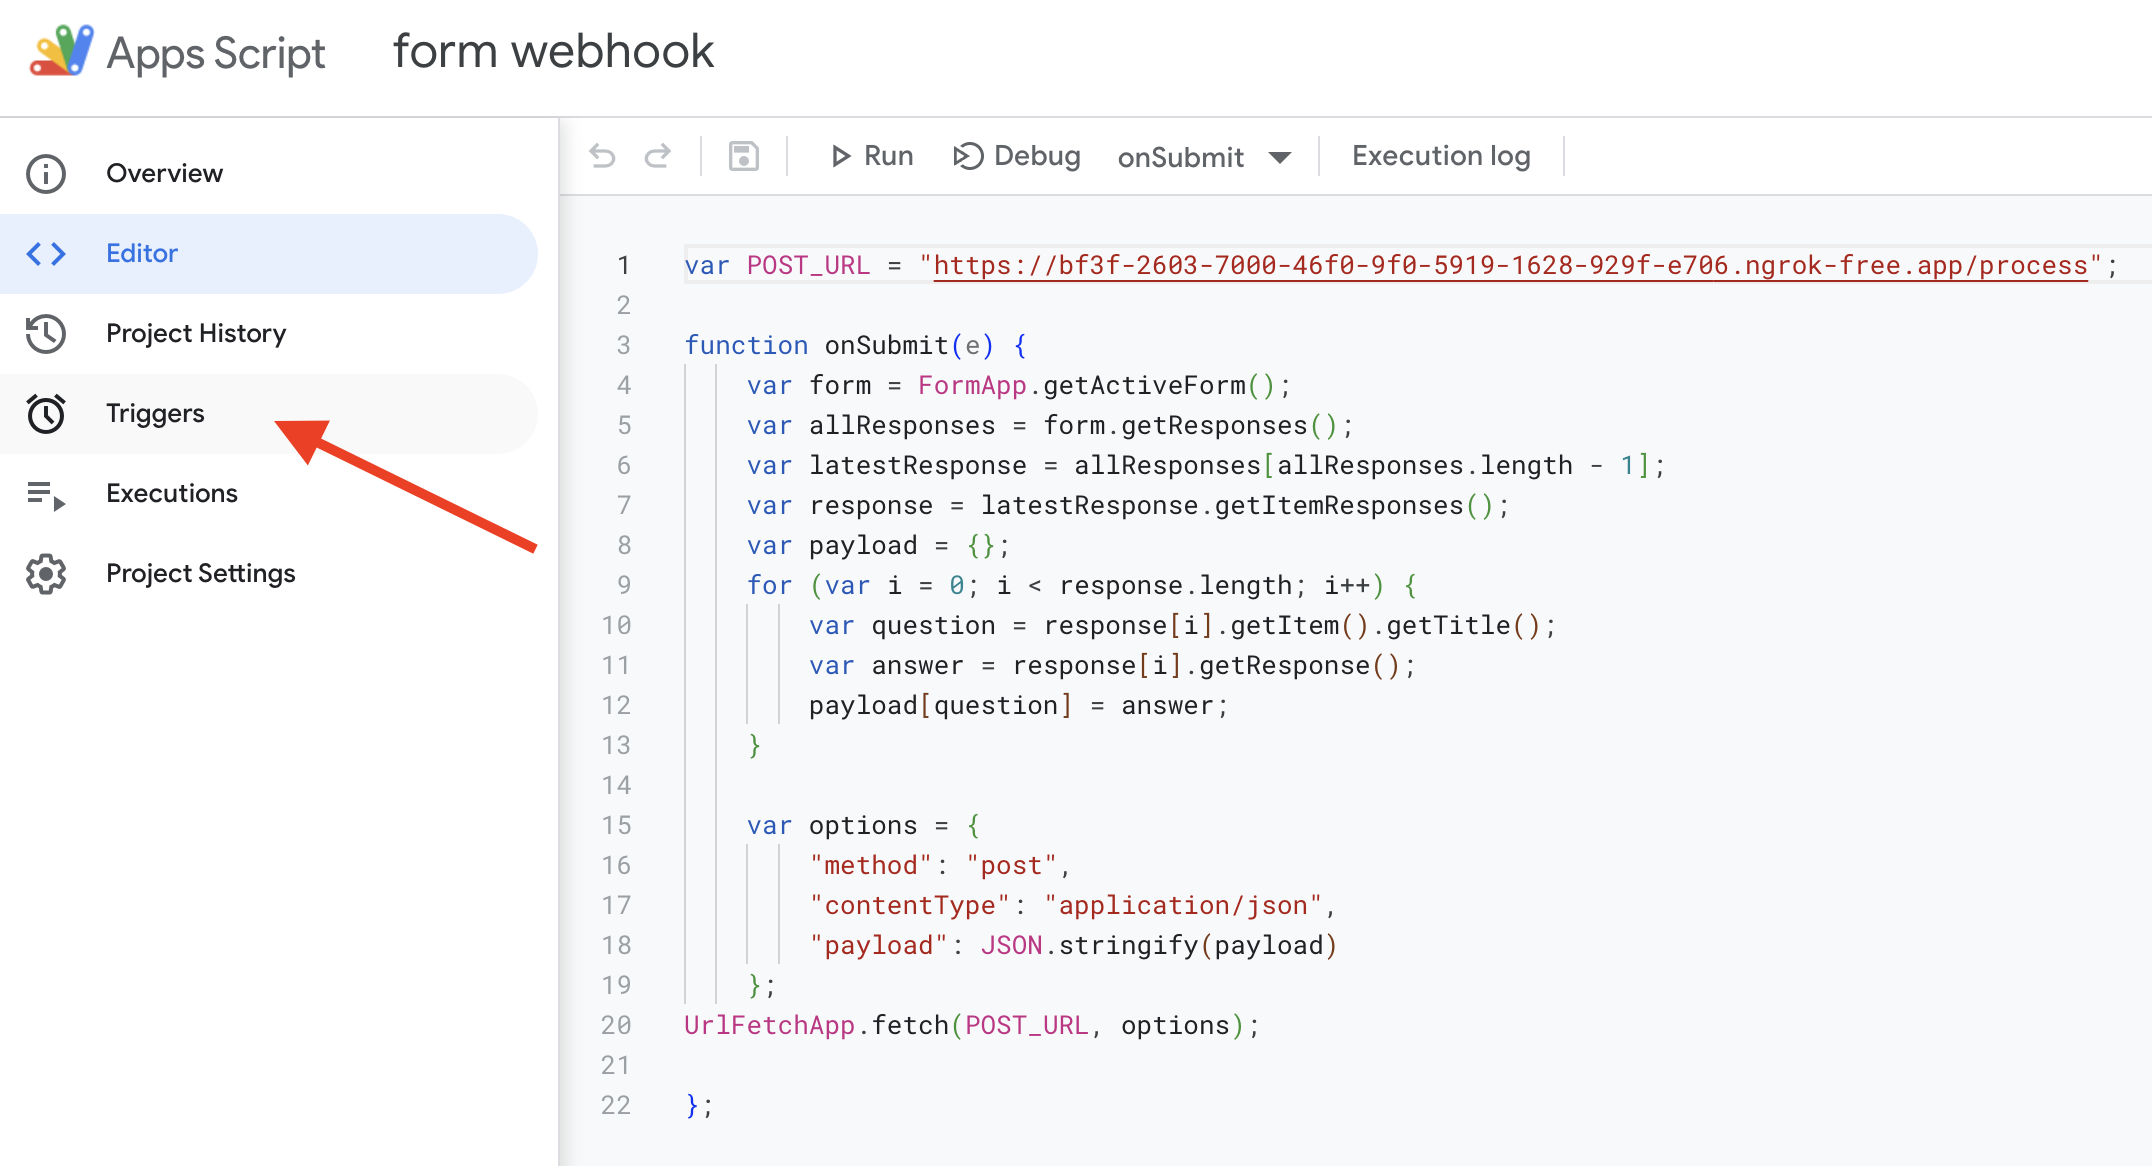 Apps Script form webhook
Overview
Editor
Project History
Triggers
Executions
Project Settings
Run Debug onSubmit Execution log
1 var POST_URL = "https://bf3f-2603-7000-46f0-9f0-5919-1628-929f-e706.ngrok-free.app/process";
2
3 function onSubmit(e) {
4 var form = FormApp.getActiveForm();
5 var allResponses = form.getResponses();
6 var latestResponse = allResponses[allResponses.length - 1];
7 var response = latestResponse.getItemResponses();
8 var payload = {};
9 for (var i = 0; i < response.length; i++) {
10 var question = response[i].getItem().getTitle();
11 var answer = response[i].getResponse();
12 payload[question] = answer;
13 }
14
15 var options = {
16 "method": "post",
17 "contentType": "application/json",
18 "payload": JSON.stringify(payload)
19 };
20 UrlFetchApp.fetch(POST_URL, options);
21
22 };